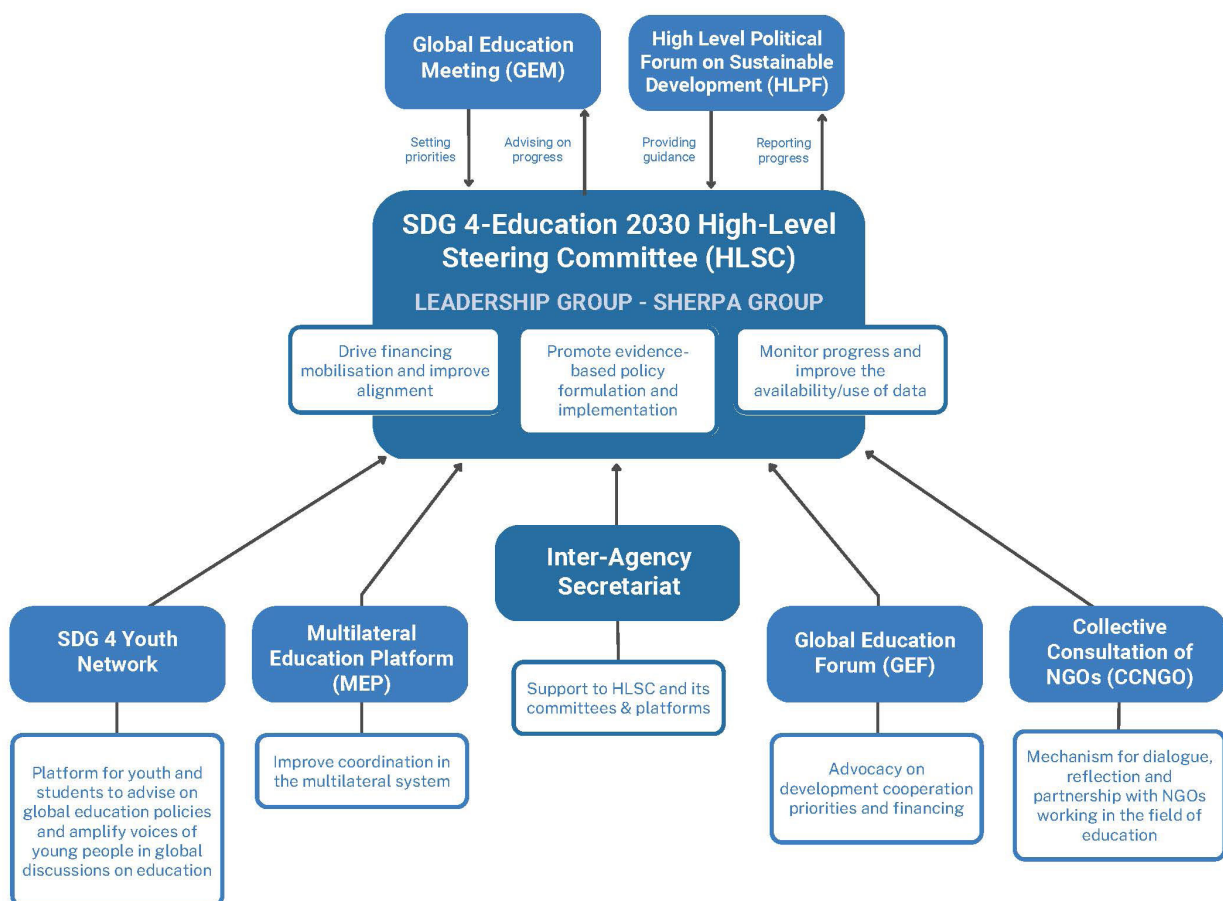 Global Education
Meeting (GEM)
High Level Political
Forum on Sustainable
Development (HLPF)
Setting
priorities
Advising on
progress
Providing
guidance
Reporting
progress
SDG 4-Education 2030 High-Level
Steering Committee (HLSC)
LEADERSHIP GROUP - SHERPA GROUP
Drive financing
mobilisation and improve
alignment
Promote evidence-
based policy
formulation and
implementation
Monitor progress and
improve the
availability/use of data
Inter-Agency
Secretariat
Support to HLSC and its
committees & platforms
SDG 4 Youth
Network
Platform for youth and
students to advise on
global education policies
and amplify voices of
young people in global
discussions on education
Multilateral
Education Platform
(MEP)
Improve coordination in
the multilateral system
Global Education
Forum (GEF)
Advocacy on
development cooperation
priorities and financing
Collective
Consultation of
NGOs (CCNGO)
Mechanism for dialogue,
reflection and
partnership with NGOs
working in the field of
education